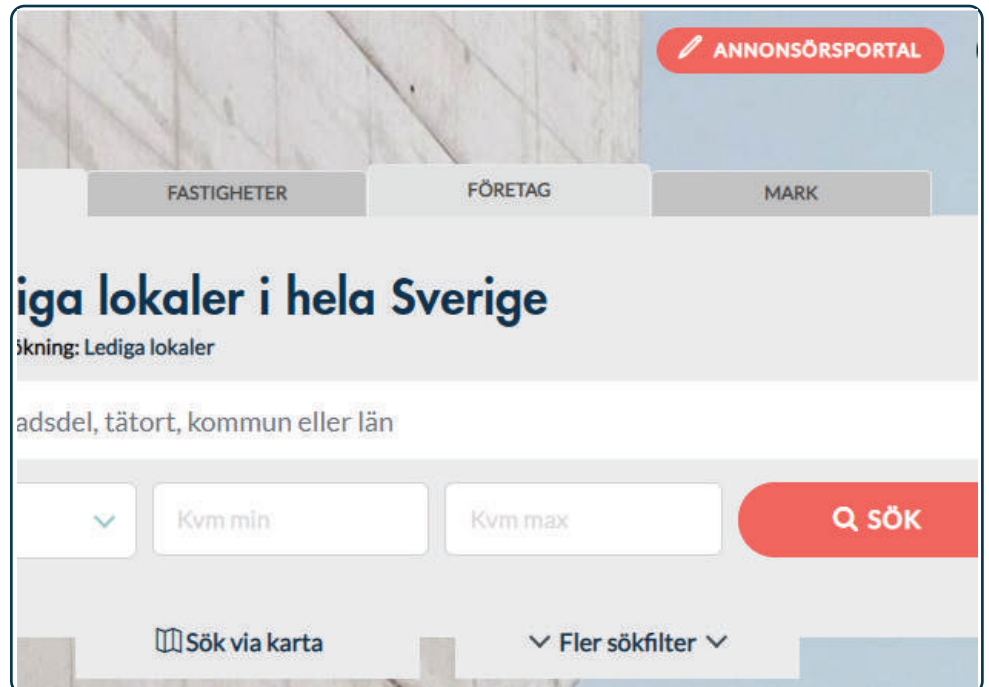 ANNONSÖRSPORTAL
FASTIGHETER FÖRETAG MARK
iga lokaler i hela Sverige
ökning: Lediga lokaler
adsdel, tätort, kommun eller län
Kvm min Kvm max SÖK
Sök via karta Fler sökfilter